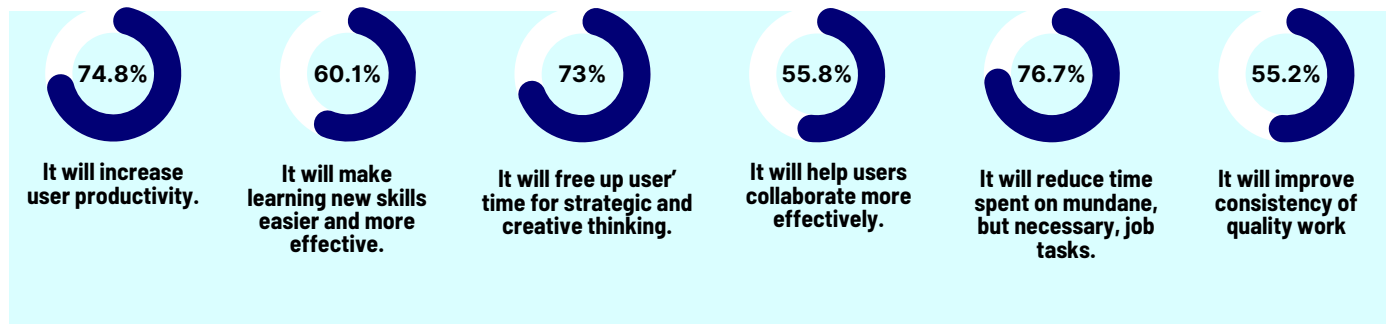 74.8%
60.1%
73%
55.8%
76.7%
55.2%
It will increase
user productivity.
It will make
learning new skills
easier and more
effective.
It will free up user’
time for strategic and
creative thinking.
It will help users
collaborate more
effectively.
It will reduce time
spent on mundane,
but necessary, job
tasks.
It will improve
consistency of
quality work